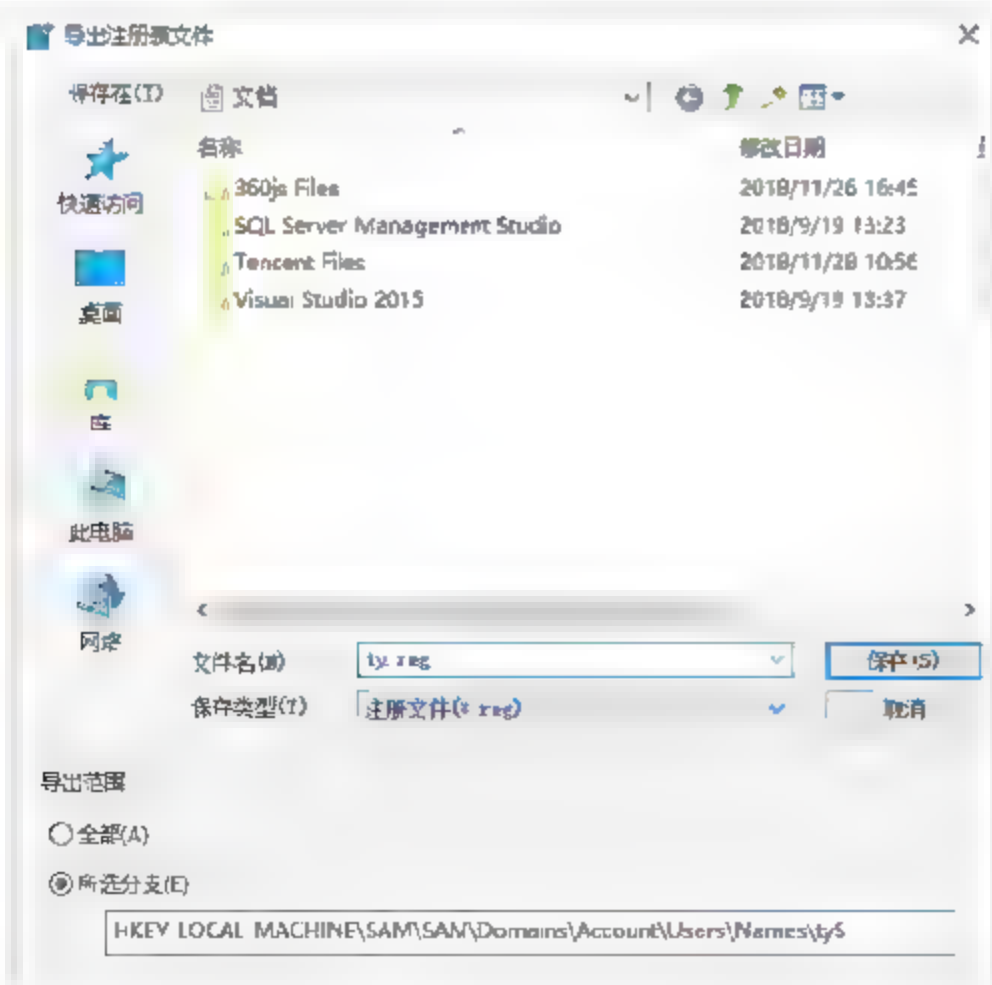 导出注册表文件
保存在(I) 文档
名称 修改日期
快速访问
360js Files 2018/11/26 16:45
SQL Server Management Studio 2018/9/19 13:23
Tencent Files 2018/11/28 10:56
Visual Studio 2015 2018/9/19 13:37
桌面
库
此电脑
网络
文件名(N) ty.reg 保存(S)
保存类型(T) 注册文件(*.reg) 取消
导出范围
全部(A)
所选分支(E)
HKEY_LOCAL_MACHINE\SAM\SAM\Domains\Account\Users\Names\ty$